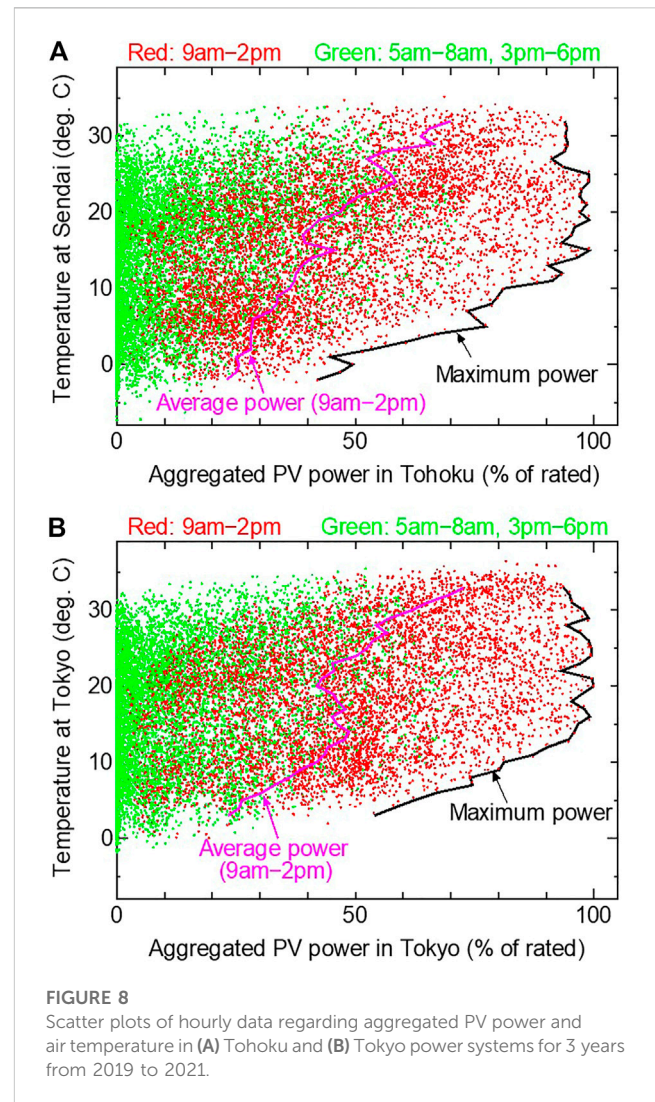 A
Red: 9am–2pm Green: 5am–8am, 3pm–6pm
Temperature at Sendai (deg. C)
30
20
10
0
Maximum power
Average power (9am–2pm)
0 50 100
Aggregated PV power in Tohoku (% of rated)
B
Red: 9am–2pm Green: 5am–8am, 3pm–6pm
Temperature at Tokyo (deg. C)
30
20
10
0
Maximum power
Average power
(9am–2pm)
0 50 100
Aggregated PV power in Tokyo (% of rated)
FIGURE 8
Scatter plots of hourly data regarding aggregated PV power and
air temperature in (A) Tohoku and (B) Tokyo power systems for 3 years
from 2019 to 2021.